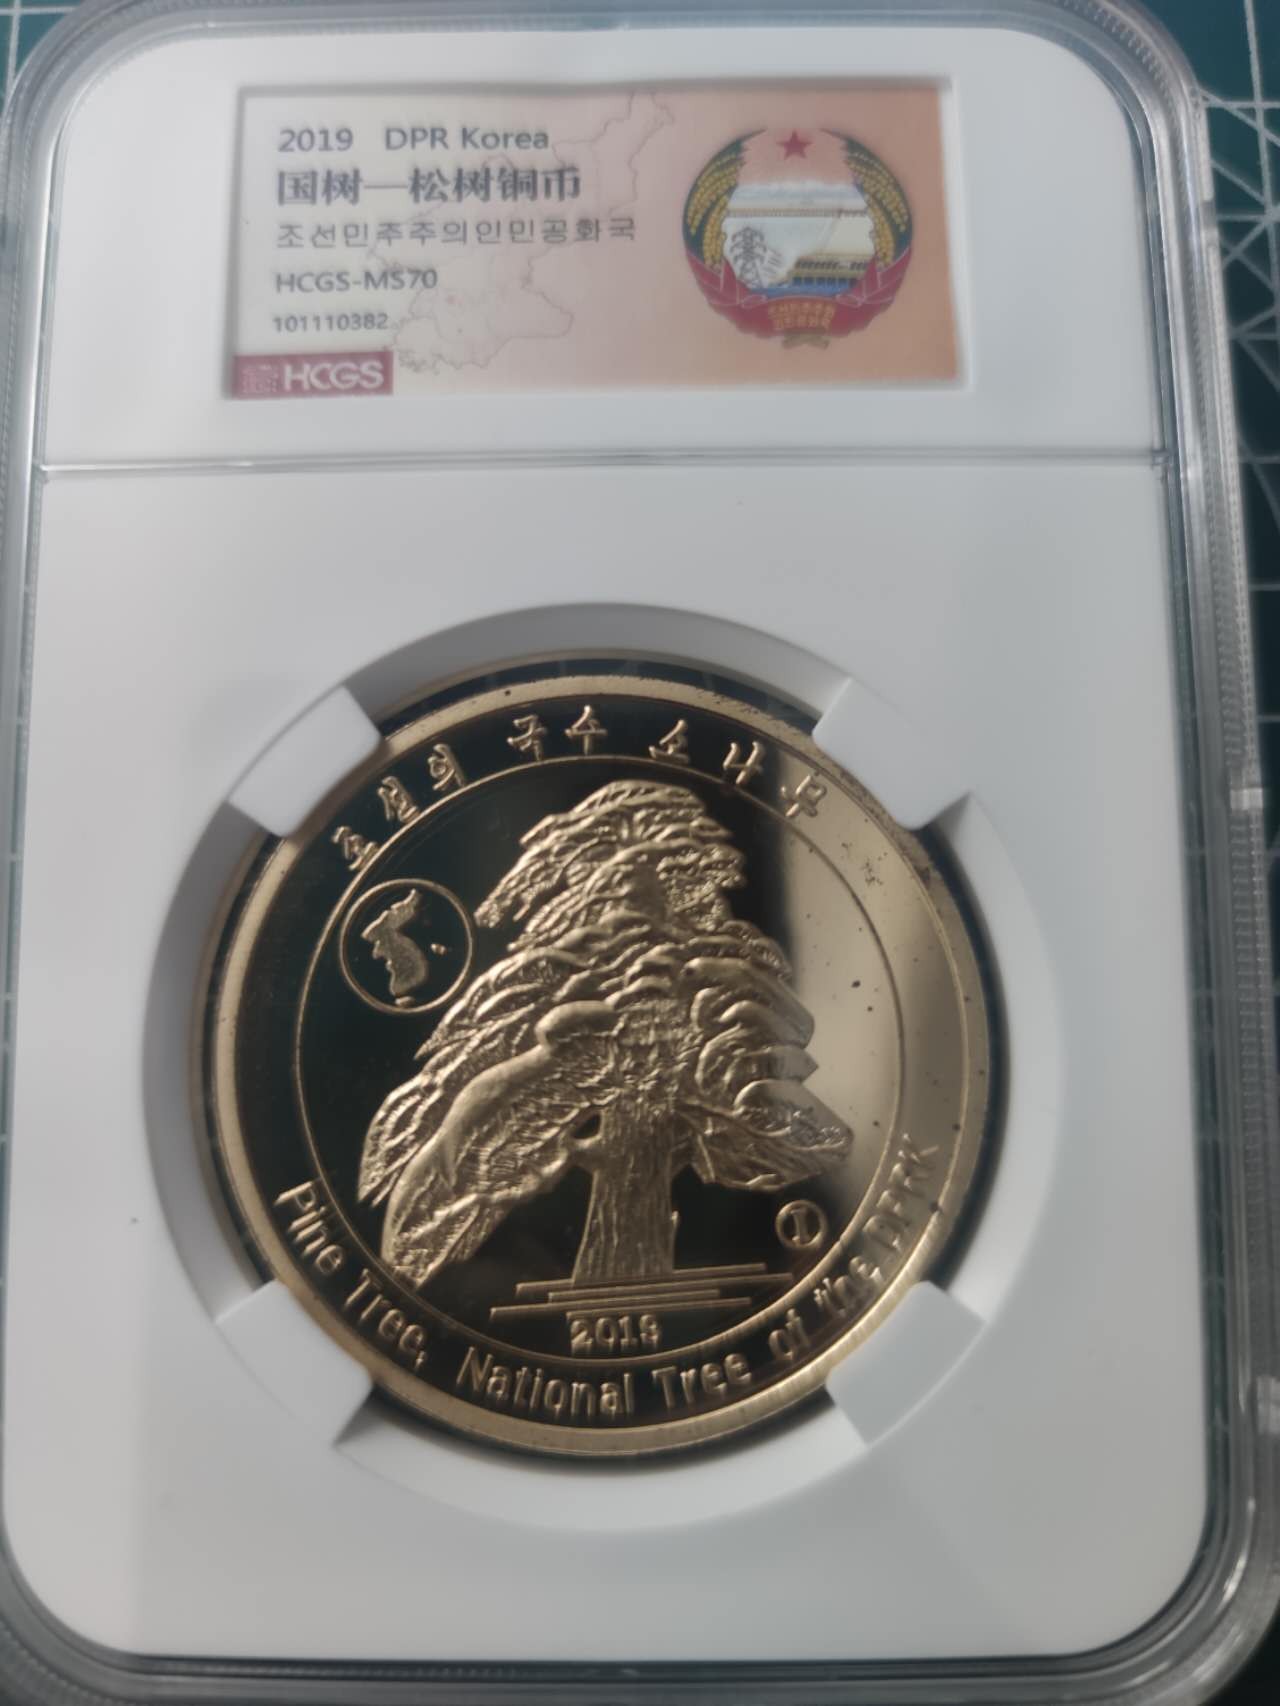 2019 DPR Korea
国树—松树铜币
조선민주주의인민공화국
HCGS-MS70
101110382
HCGS
조선의 국수 소나무
1
2019
Pine Tree, National Tree of the DPRK